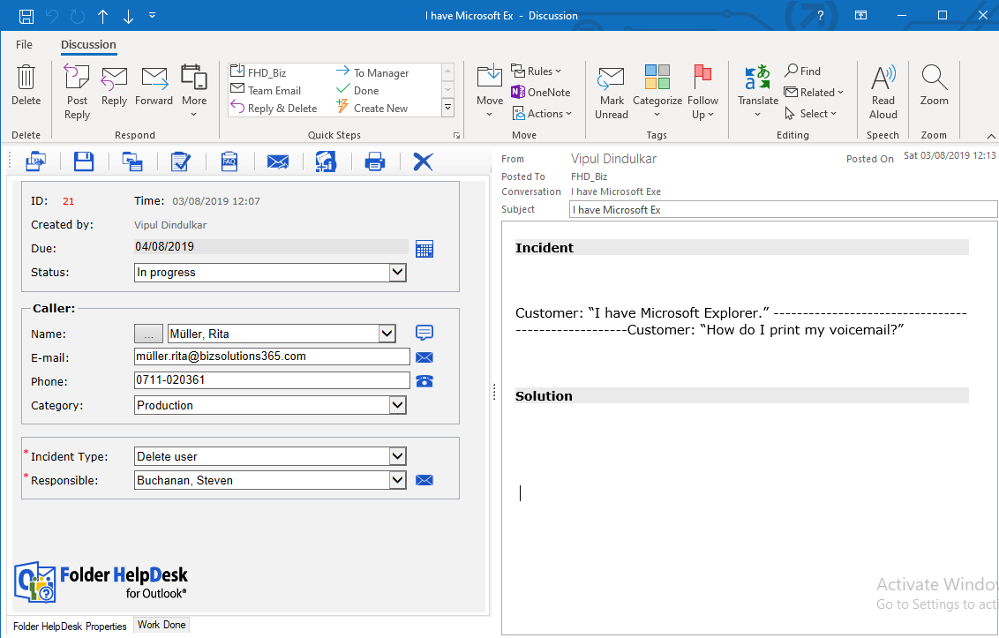 I have Microsoft Ex - Discussion
?
File
Discussion
Delete
Post Reply
Reply
Forward
More
FHD_Biz
To Manager
Team Email
Done
Reply & Delete
Create New
Move
Rules
OneNote
Actions
Mark Unread
Categorize
Follow Up
Translate
Find
Related
Select
Read Aloud
Zoom
Delete
Respond
Quick Steps
Move
Tags
Editing
Speech
Zoom
FAQ
ID: 21 Time: 03/08/2019 12:07
Created by: Vipul Dindulkar
Due: 04/08/2019
Status: In progress
Caller:
Name: ... Müller, Rita
E-mail: müller.rita@bizsolutions365.com
Phone: 0711-020361
Category: Production
* Incident Type: Delete user
* Responsible: Buchanan, Steven
Folder HelpDesk
for Outlook®
Folder HelpDesk Properties
Work Done
From Vipul Dindulkar Posted On Sat 03/08/2019 12:13
Posted To FHD_Biz
Conversation I have Microsoft Exe
Subject I have Microsoft Ex
Incident
Customer: “I have Microsoft Explorer.” ---------------------------------
-------------------Customer: “How do I print my voicemail?”
Solution
Activate Windo
Go to Settings to acti